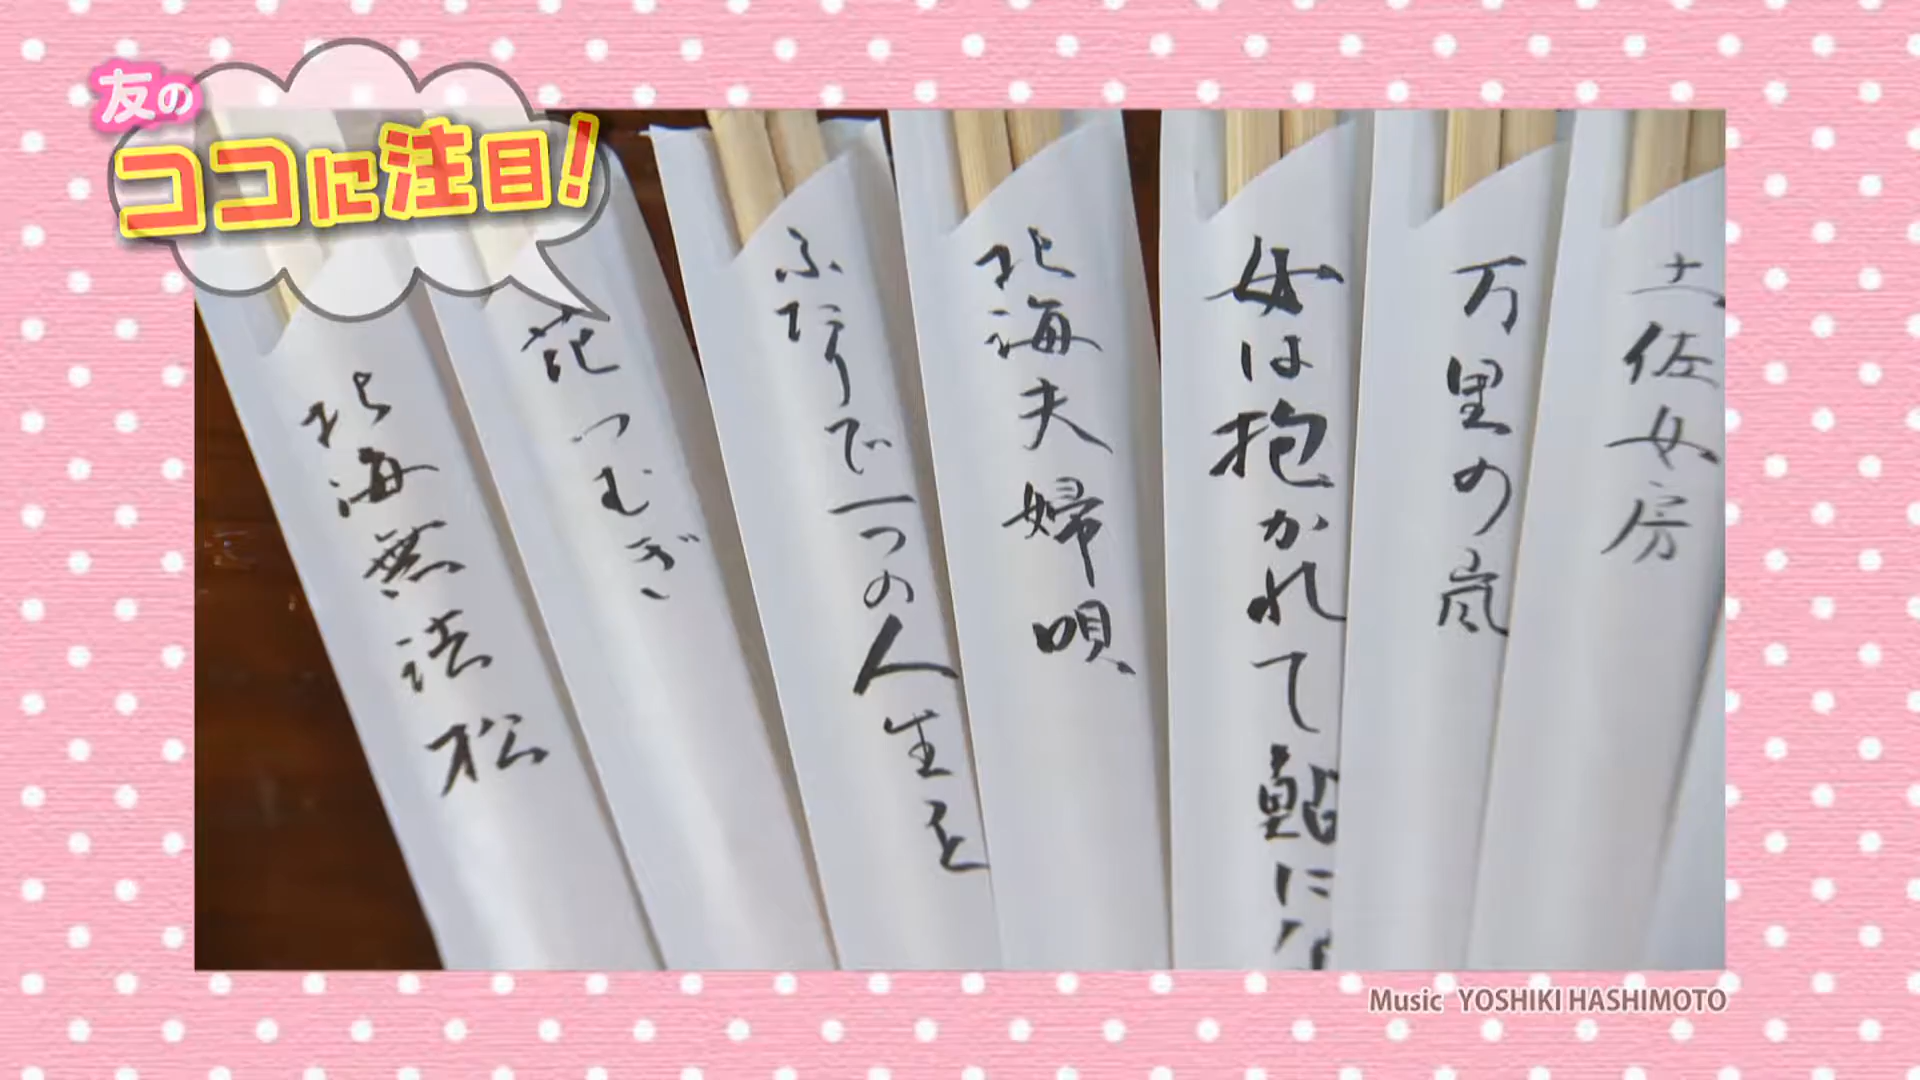 友の
ココに注目!
北海無法松
花つむぎ
ふたりで一つの人生を
北海夫婦唄
女は抱かれて鮎にな
万里の嵐
土佐女房
Music YOSHIKI HASHIMOTO